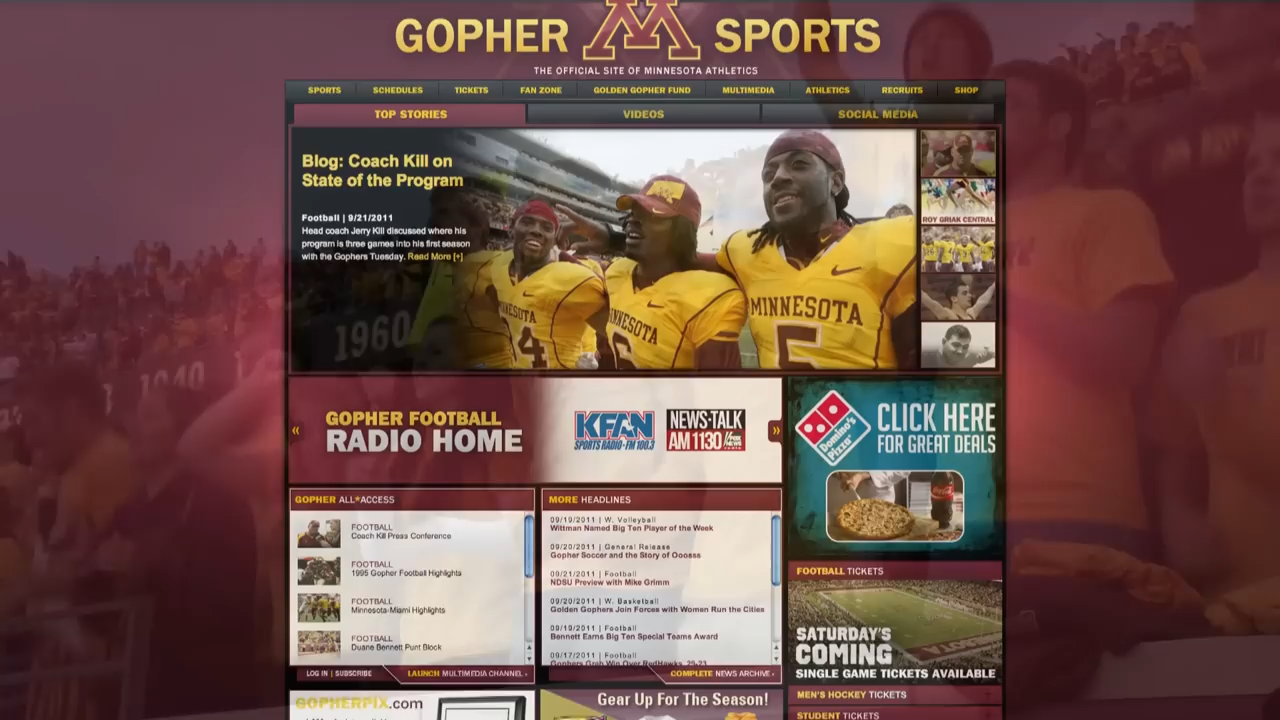 GOPHER M SPORTS
THE OFFICIAL SITE OF MINNESOTA ATHLETICS
SPORTS SCHEDULES TICKETS FAN ZONE GOLDEN GOPHER FUND MULTIMEDIA ATHLETICS RECRUITS SHOP
TOP STORIES VIDEOS SOCIAL MEDIA
Blog: Coach Kill on
State of the Program
Football | 9/21/2011
Head coach Jerry Kill discussed where his
program is three games into his first season
with the Gophers Tuesday. Read More [+]
1960
1940
MINNESOTA
5
ROY GRIAK CENTRAL
GOPHER FOOTBALL
RADIO HOME
KFAN
SPORTS RADIO · FM 100.3
NEWS·TALK
AM 1130
Domino's
Pizza
CLICK HERE
FOR GREAT DEALS
GOPHER ALL*ACCESS
FOOTBALL
Coach Kill Press Conference
FOOTBALL
1995 Gopher Football Highlights
FOOTBALL
Minnesota-Miami Highlights
FOOTBALL
Duane Bennett Punt Block
LOG IN | SUBSCRIBE LAUNCH MULTIMEDIA CHANNEL
MORE HEADLINES
09/19/2011 | W. Volleyball
Wittman Named Big Ten Player of the Week
09/20/2011 | General Release
Gopher Soccer and the Story of Ooosss
09/21/2011 | Football
NDSU Preview with Mike Grimm
09/20/2011 | W. Basketball
Golden Gophers Join Forces with Women Run the Cities
09/19/2011 | Football
Bennett Earns Big Ten Special Teams Award
09/17/2011 | Football
Gophers Grab Win Over RedHawks, 29-23
COMPLETE NEWS ARCHIVE
FOOTBALL TICKETS
SATURDAY'S
COMING
SINGLE GAME TICKETS AVAILABLE
MEN'S HOCKEY TICKETS
STUDENT TICKETS
GOPHERPIX.com
Gear Up For The Season!